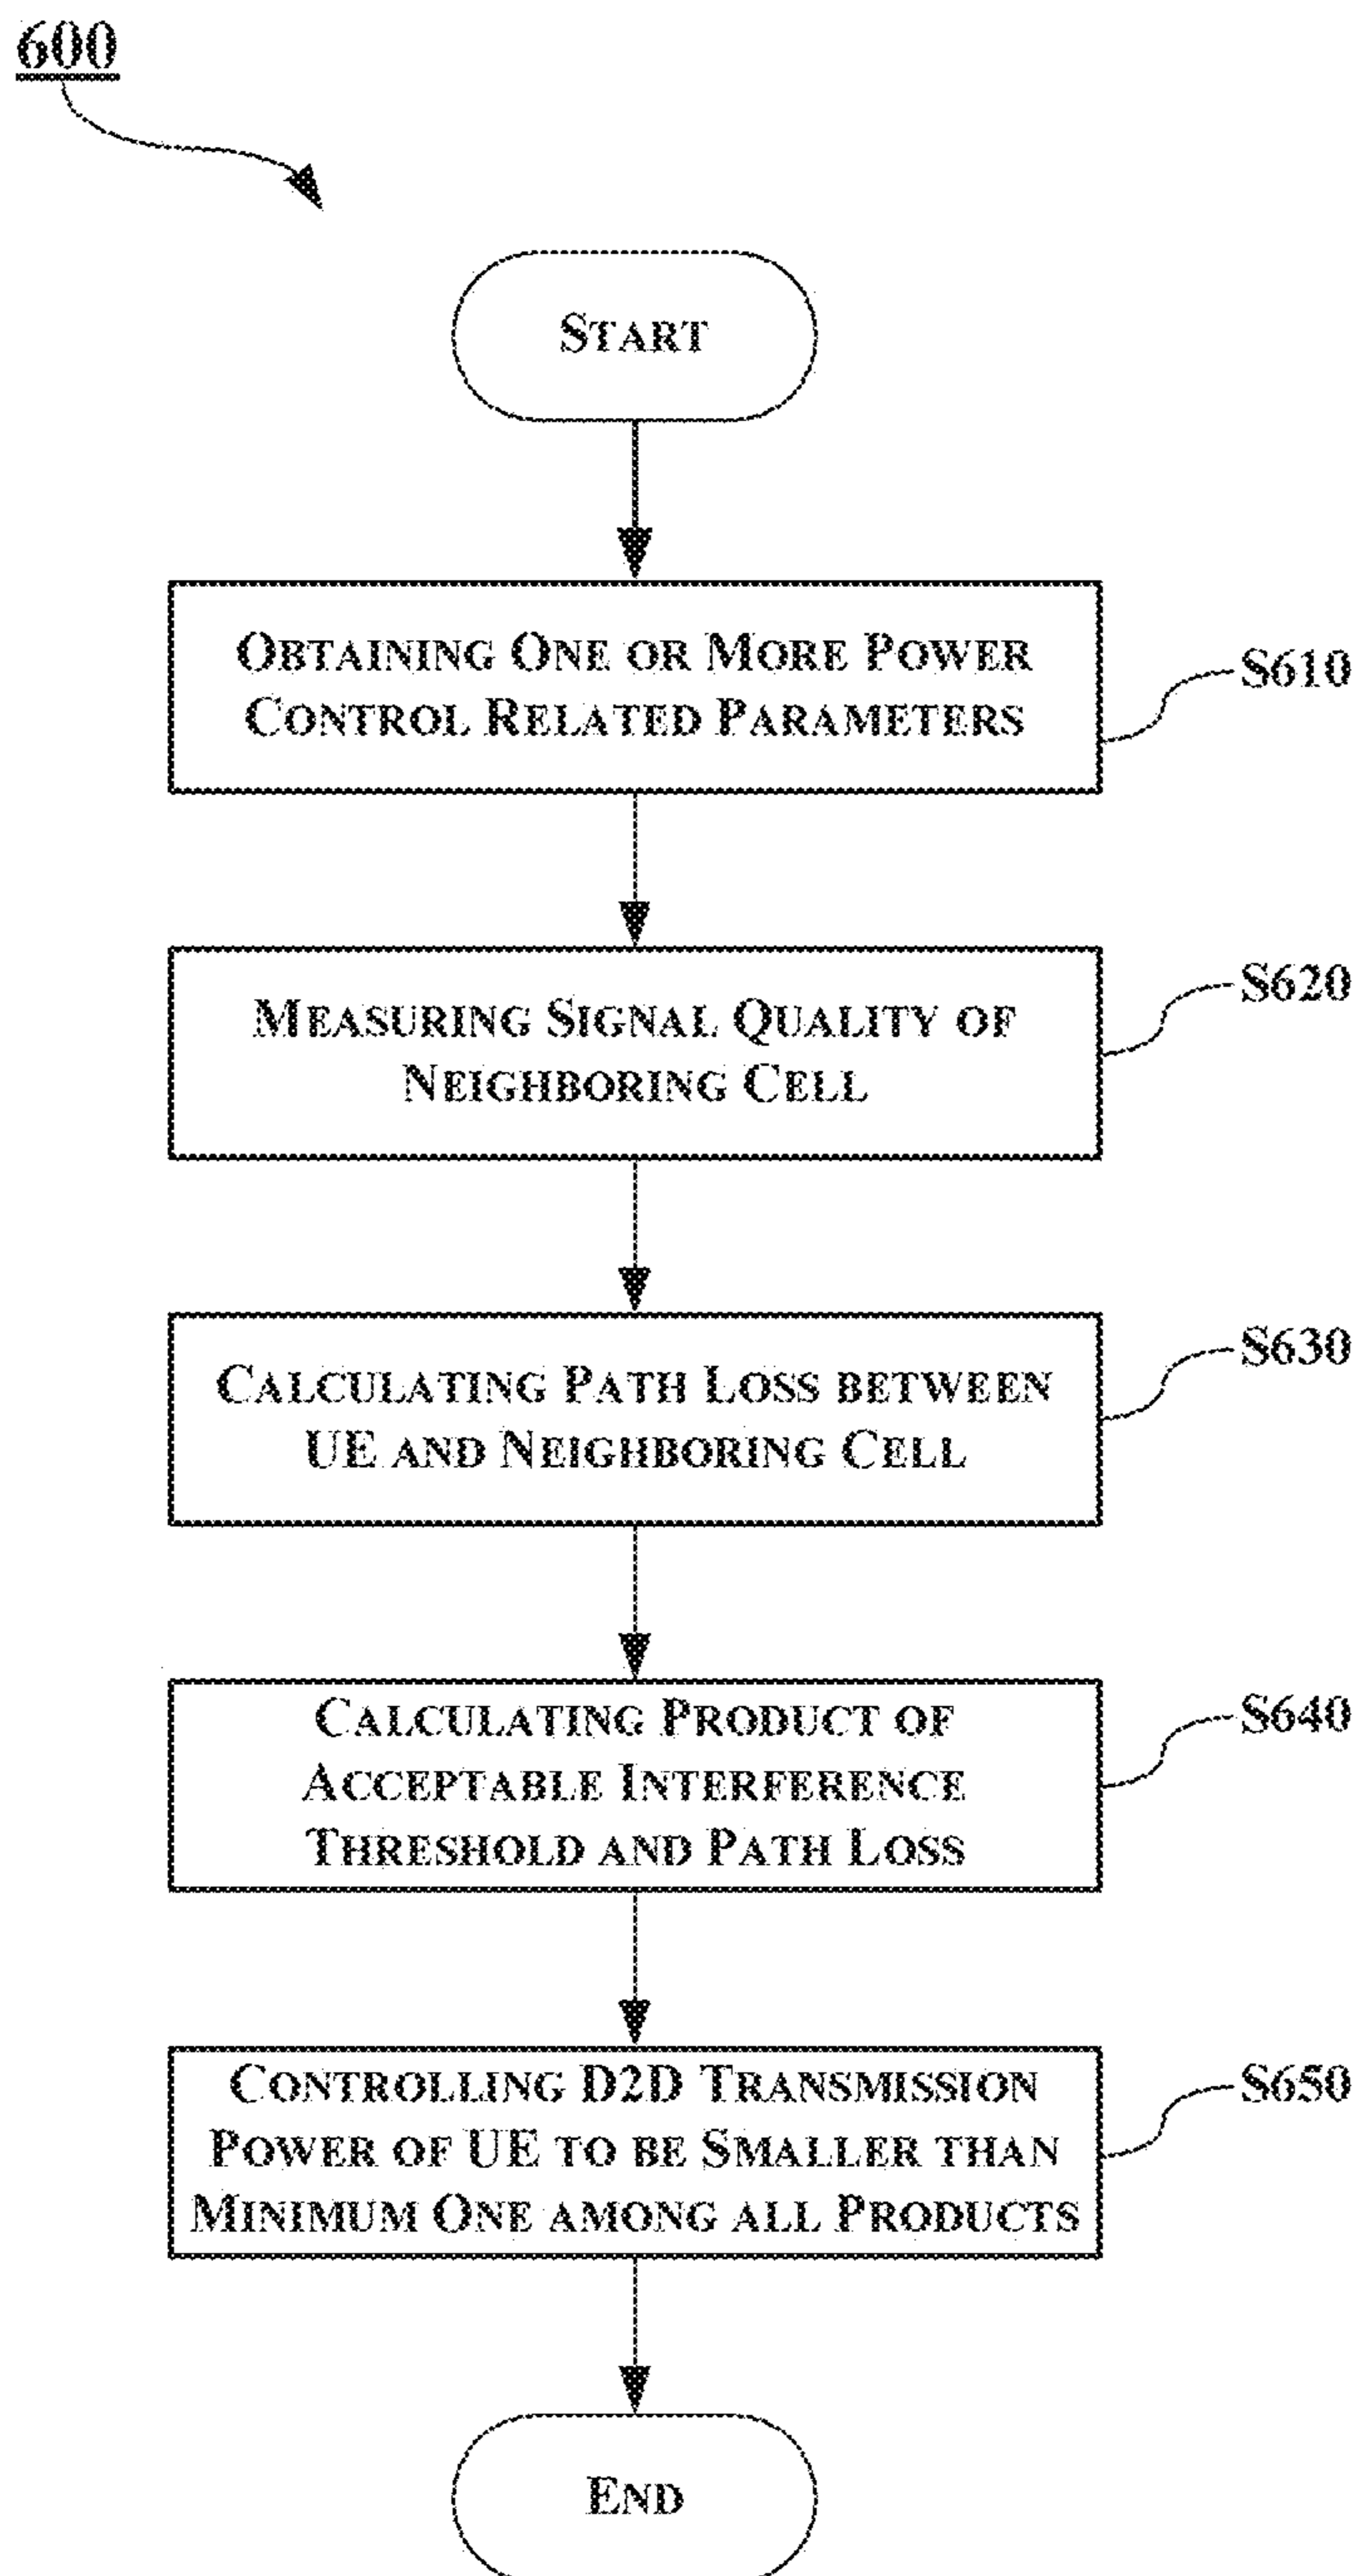 600
START
OBTAINING ONE OR MORE POWER
CONTROL RELATED PARAMETERS
S610
MEASURING SIGNAL QUALITY OF
NEIGHBORING CELL
S620
CALCULATING PATH LOSS BETWEEN
UE AND NEIGHBORING CELL
S630
CALCULATING PRODUCT OF
ACCEPTABLE INTERFERENCE
THRESHOLD AND PATH LOSS
S640
CONTROLLING D2D TRANSMISSION
POWER OF UE TO BE SMALLER THAN
MINIMUM ONE AMONG ALL PRODUCTS
S650
END